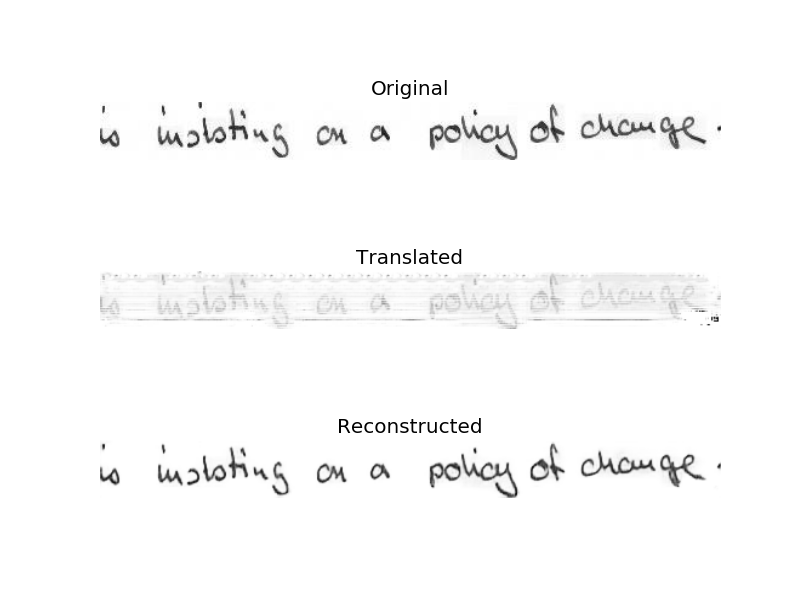 Original
is insisting on a policy of change .
Translated
is insisting on a policy of change
Reconstructed
is insisting on a policy of change .